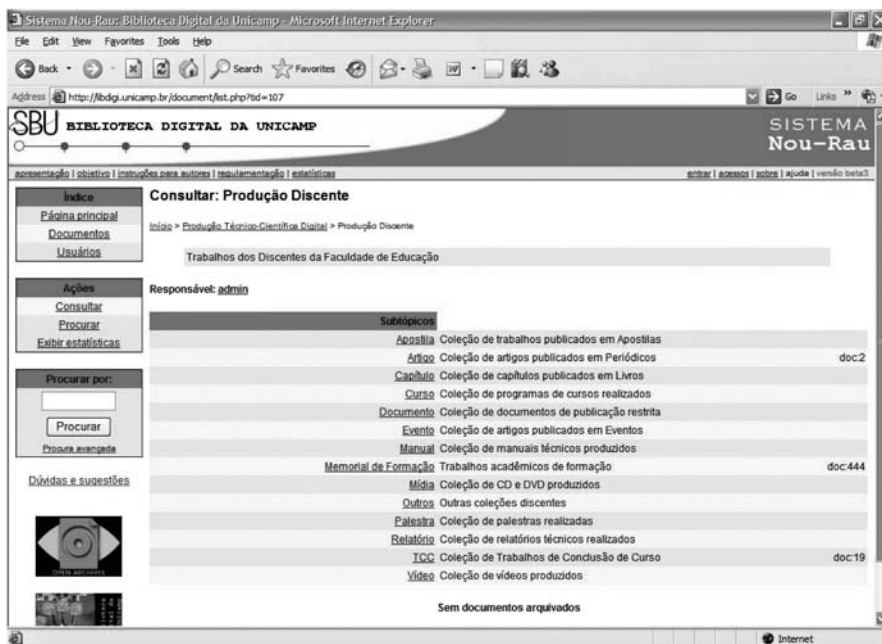 Sistema Nou-Rau: Biblioteca Digital da Unicamp - Microsoft Internet Explorer
File Edit View Favorites Tools Help
Back Search Favorites
Address http://libdigi.unicamp.br/document/list.php?tid=107 Go Links »
SBU BIBLIOTECA DIGITAL DA UNICAMP
SISTEMA
Nou-Rau
apresentação | objetivo | instruções para autores | regulamentação | estatísticas
entrar | acessos | sobre | ajuda | versão beta3
Índice
Página principal
Documentos
Usuários
Ações
Consultar
Procurar
Exibir estatísticas
Procurar por:
Procurar
Procura avançada
Dúvidas e sugestões
OPEN ARCHIVES
Consultar: Produção Discente
Início > Produção Técnico-Científica Digital > Produção Discente
Trabalhos dos Discentes da Faculdade de Educação
Responsável: admin
Subtópicos
Apostila Coleção de trabalhos publicados em Apostilas
Artigo Coleção de artigos publicados em Periódicos doc:2
Capítulo Coleção de capítulos publicados em Livros
Curso Coleção de programas de cursos realizados
Documento Coleção de documentos de publicação restrita
Evento Coleção de artigos publicados em Eventos
Manual Coleção de manuais técnicos produzidos
Memorial de Formação Trabalhos acadêmicos de formação doc:444
Mídia Coleção de CD e DVD produzidos
Outros Outras coleções discentes
Palestra Coleção de palestras realizadas
Relatório Coleção de relatórios técnicos realizados
TCC Coleção de Trabalhos de Conclusão de Curso doc:19
Vídeo Coleção de vídeos produzidos
Sem documentos arquivados
Internet